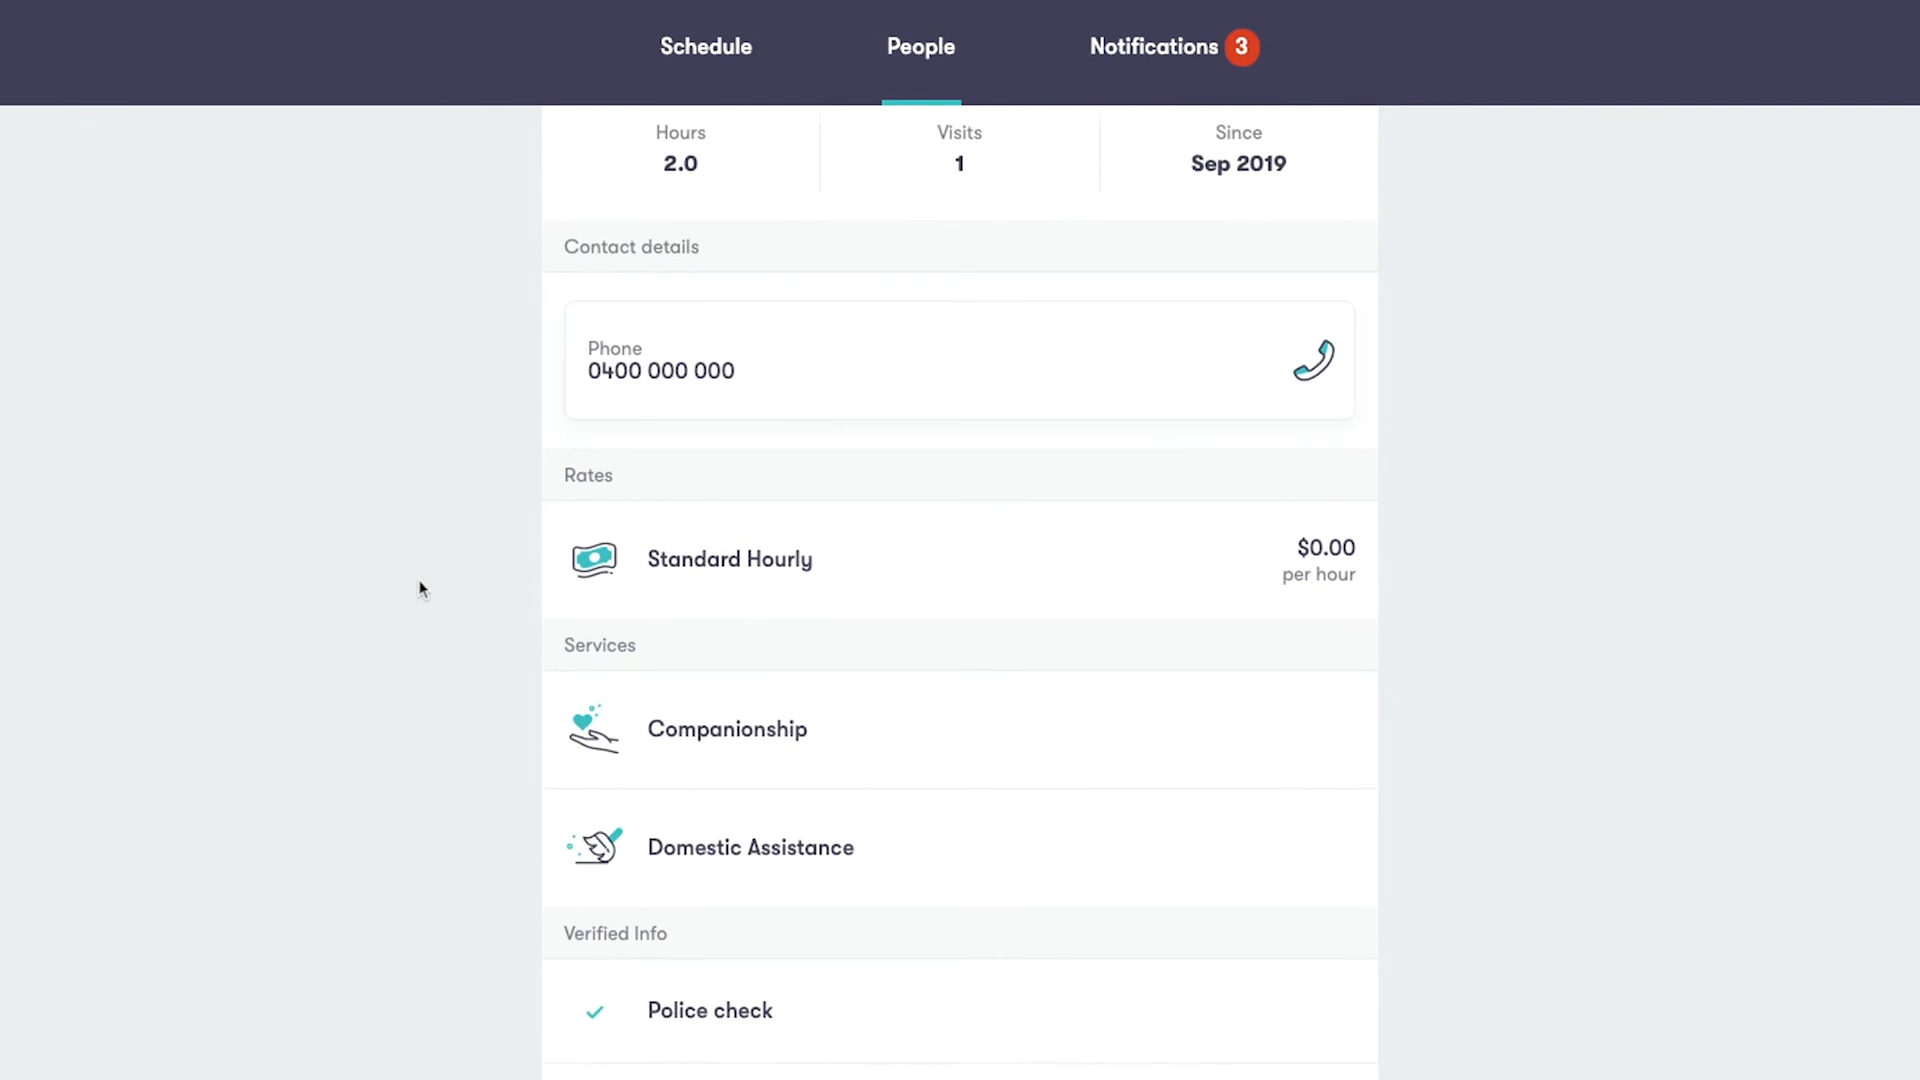 Schedule
People
Notifications 3
Hours
2.0
Visits
1
Since
Sep 2019
Contact details
Phone
0400 000 000
Rates
Standard Hourly
$0.00
per hour
Services
Companionship
Domestic Assistance
Verified Info
Police check